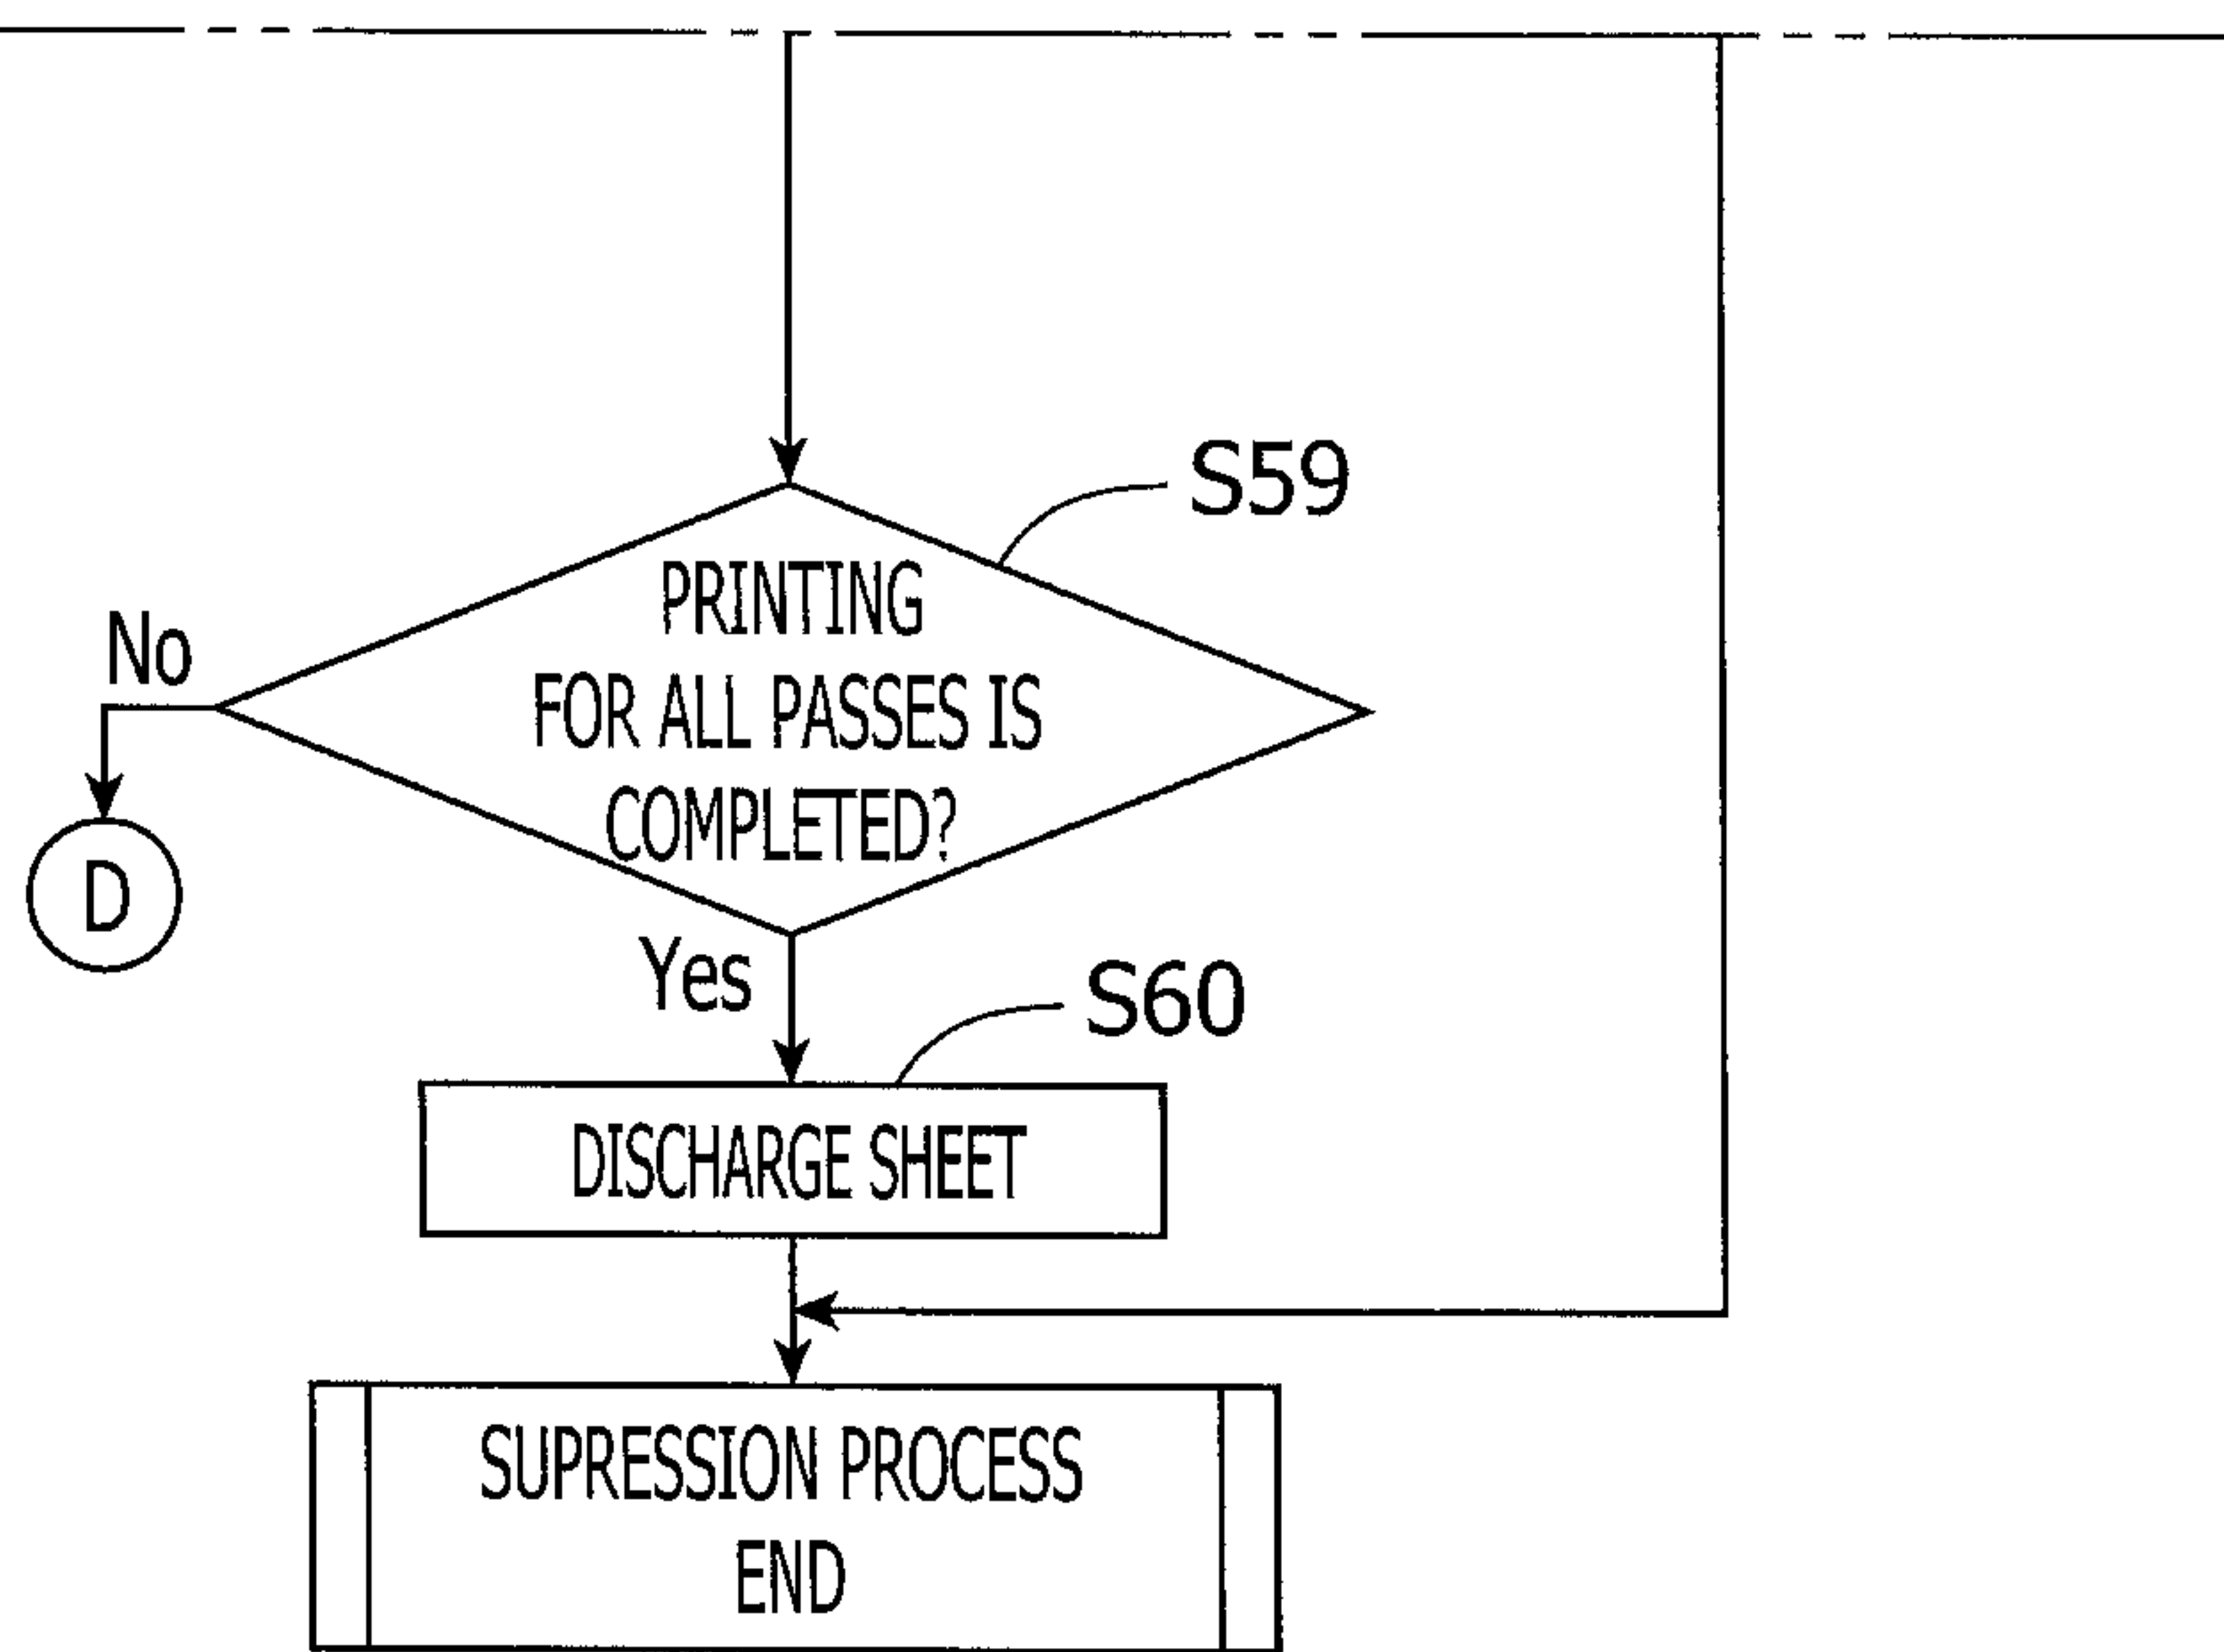 S59
PRINTING
FOR ALL PASSES IS
COMPLETED?
No
D
Yes
S60
DISCHARGE SHEET
SUPRESSION PROCESS
END